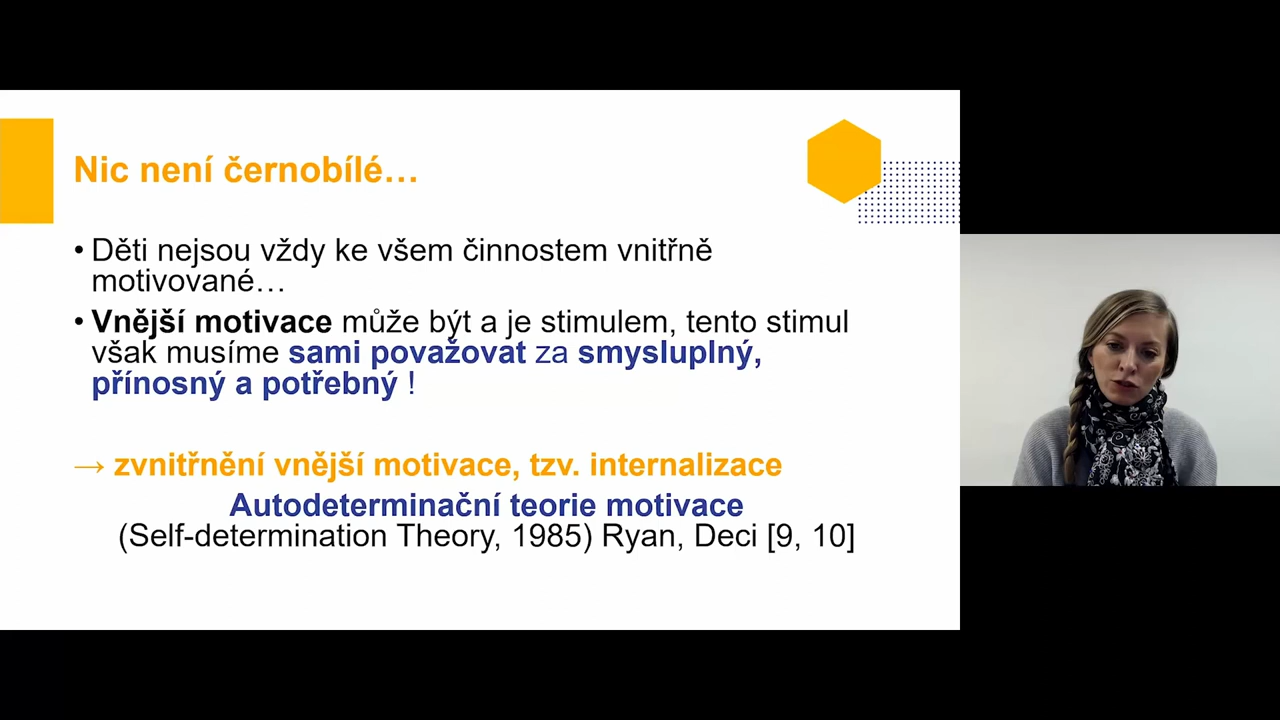 Nic není černobílé…
• Děti nejsou vždy ke všem činnostem vnitřně
motivované…
• Vnější motivace může být a je stimulem, tento stimul
však musíme sami považovat za smysluplný,
přínosný a potřebný !
→ zvnitřnění vnější motivace, tzv. internalizace
Autodeterminační teorie motivace
(Self-determination Theory, 1985) Ryan, Deci [9, 10]